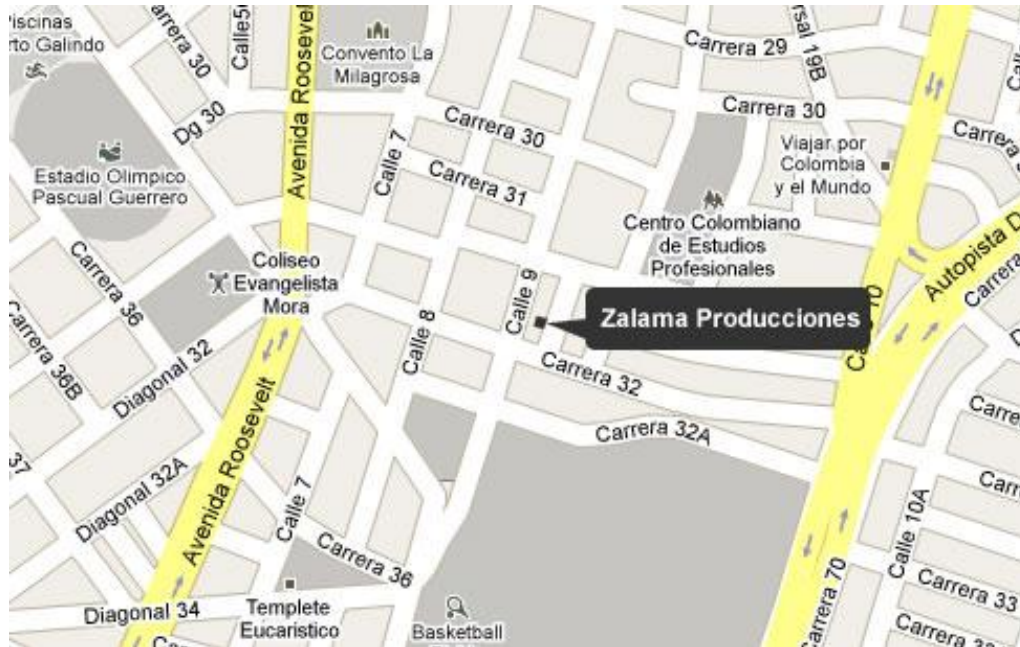 Piscinas
rto Galindo
Carrera 30
Calle5
Avenida Roosevelt
Convento La
Milagrosa
Carrera 29
rsal 19B
Dg 30
Calle 7
Carrera 30
Carrera 30
Carrera
Viajar por
Colombia
y el Mundo
Estadio Olimpico
Pascual Guerrero
Carrera 31
Centro Colombiano
de Estudios
Profesionales
Autopista D
Carrera
Coliseo
Evangelista
Mora
Carrera 36
Calle 8
Calle 9
Zalama Producciones
Carrera 36B
Diagonal 32
Carrera 32
Carrera 32A
Carre
37
Diagonal 32A
Avenida Roosevelt
Calle 7
Carr
Calle 10A
Carrera 36
Carrera 33
Diagonal 34
Templete
Eucaristico
Basketball
Carrera 70
Carrera 33